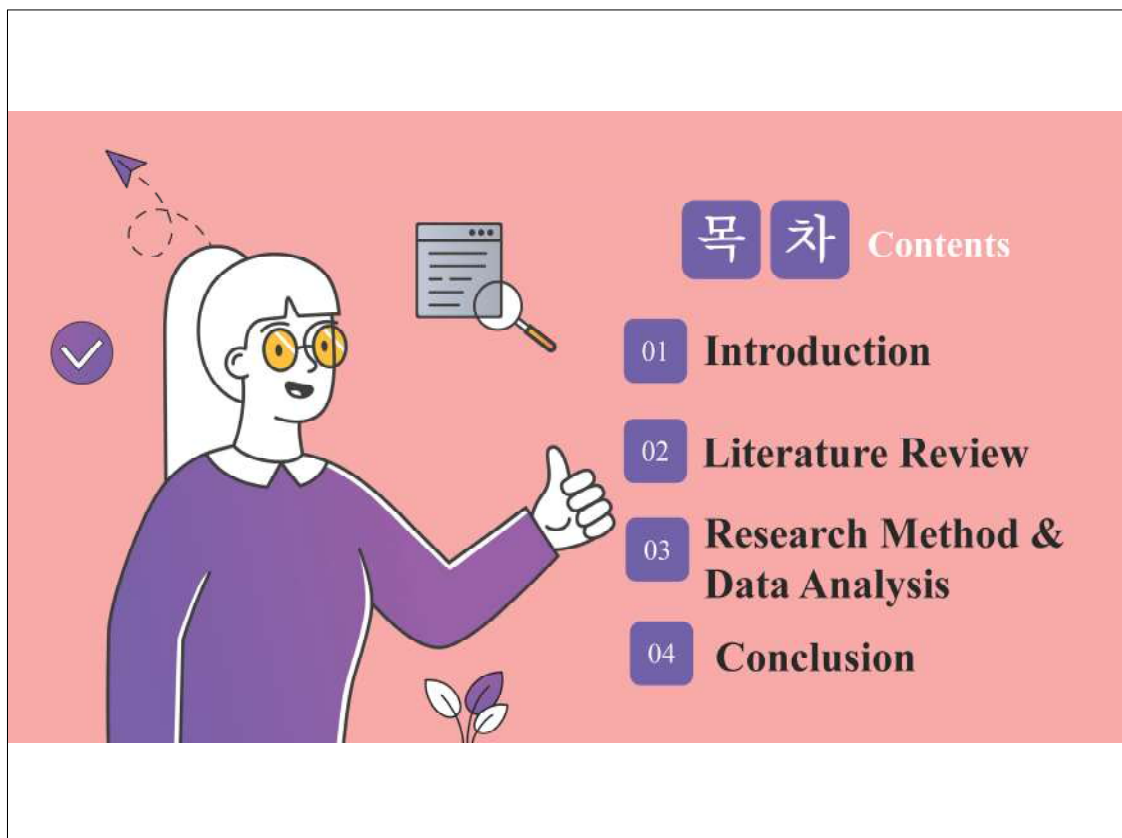 목차 Contents
01 Introduction
02 Literature Review
03 Research Method &
Data Analysis
04 Conclusion